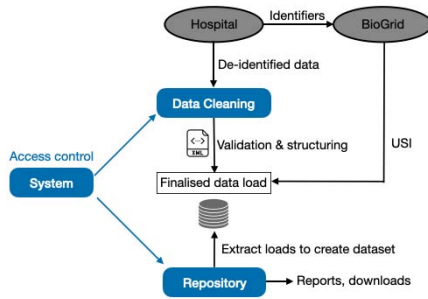 Hospital
Identifiers
BioGrid
De-identified data
Data Cleaning
XML
Validation & structuring
USI
Access control
System
Finalised data load
Extract loads to create dataset
Repository
Reports, downloads